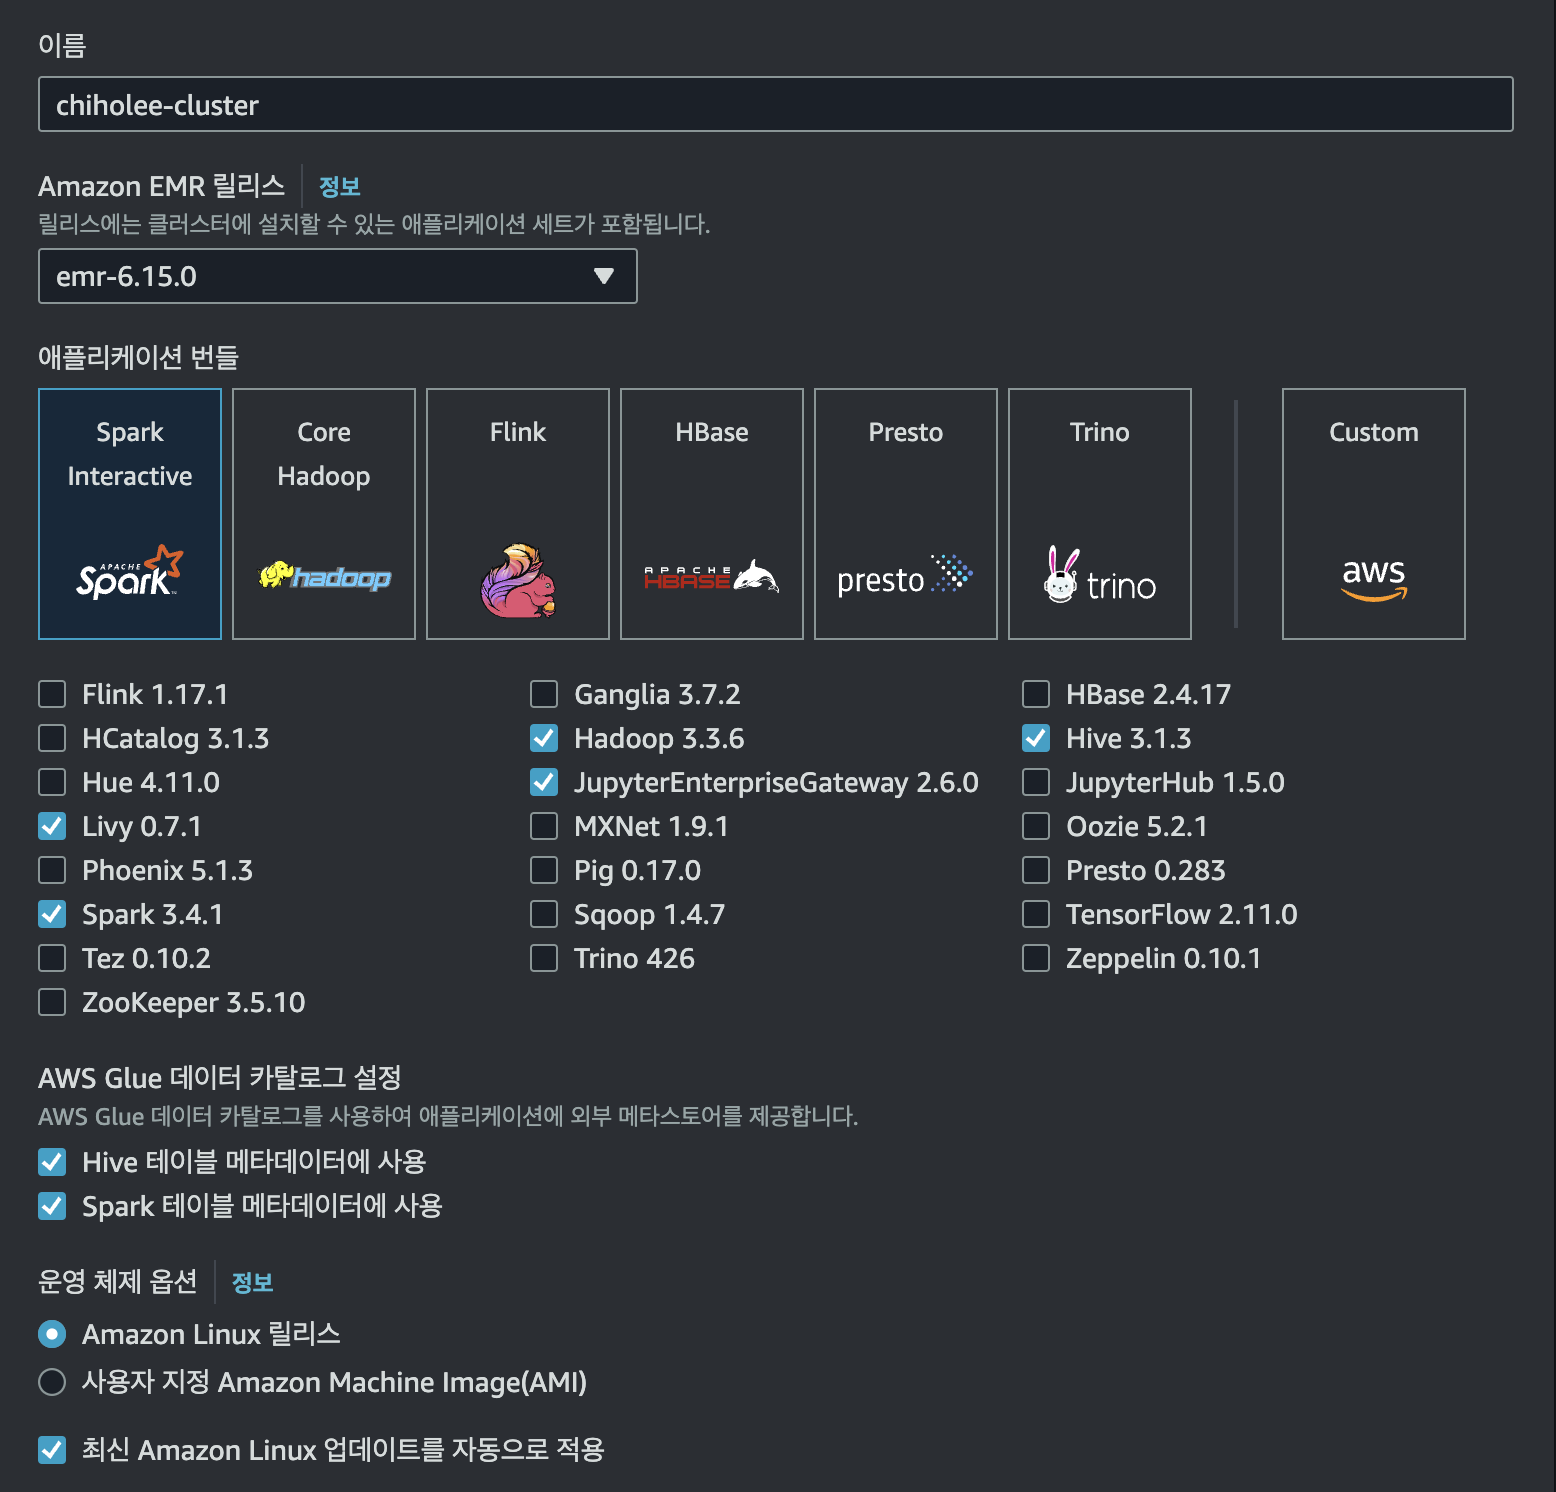 이름
chiholee-cluster
Amazon EMR 릴리스 정보
릴리스에는 클러스터에 설치할 수 있는 애플리케이션 세트가 포함됩니다.
emr-6.15.0
애플리케이션 번들
Spark Interactive
APACHE Spark
Core Hadoop
hadoop
Flink
HBase
APACHE HBASE
Presto
presto
Trino
trino
Custom
aws
Flink 1.17.1
Ganglia 3.7.2
HBase 2.4.17
HCatalog 3.1.3
Hadoop 3.3.6
Hive 3.1.3
Hue 4.11.0
JupyterEnterpriseGateway 2.6.0
JupyterHub 1.5.0
Livy 0.7.1
MXNet 1.9.1
Oozie 5.2.1
Phoenix 5.1.3
Pig 0.17.0
Presto 0.283
Spark 3.4.1
Sqoop 1.4.7
TensorFlow 2.11.0
Tez 0.10.2
Trino 426
Zeppelin 0.10.1
ZooKeeper 3.5.10
AWS Glue 데이터 카탈로그 설정
AWS Glue 데이터 카탈로그를 사용하여 애플리케이션에 외부 메타스토어를 제공합니다.
Hive 테이블 메타데이터에 사용
Spark 테이블 메타데이터에 사용
운영 체제 옵션 정보
Amazon Linux 릴리스
사용자 지정 Amazon Machine Image(AMI)
최신 Amazon Linux 업데이트를 자동으로 적용